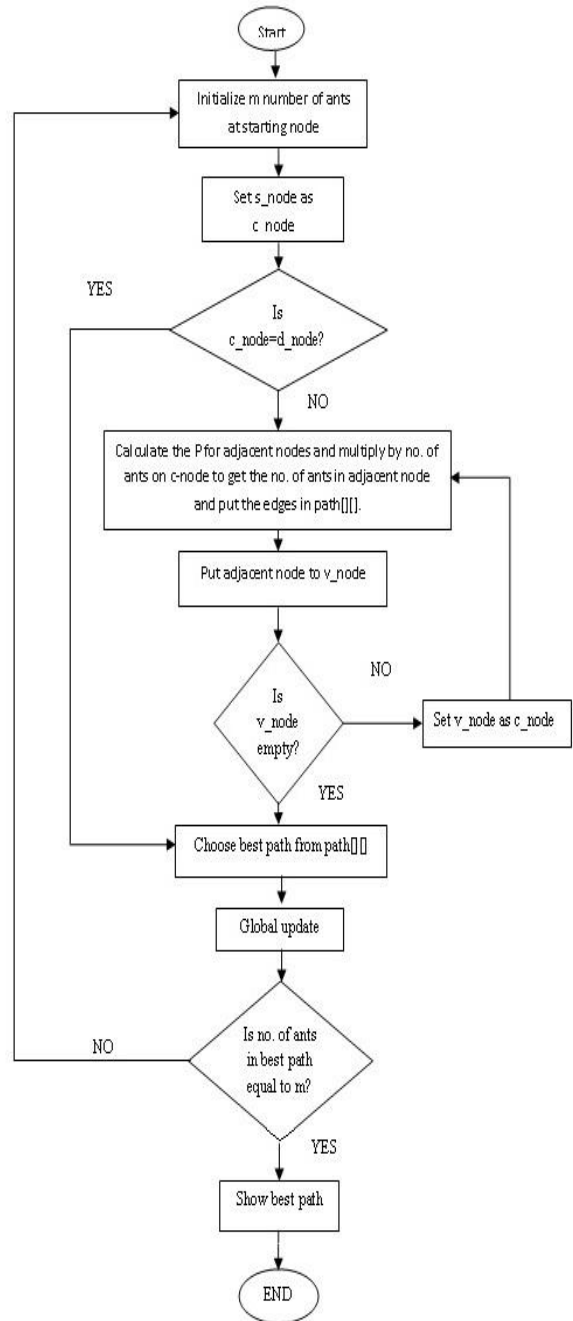 Start
Initialize m number of ants
at starting node
Set s_node as
c_node
YES
Is
c_node=d_node?
NO
Calculate the P for adjacent nodes and multiply by no. of
ants on c-node to get the no. of ants in adjacent node
and put the edges in path[][].
Put adjacent node to v_node
Is
v_node
empty?
NO
Set v_node as c_node
YES
Choose best path from path[][]
Global update
Is no. of ants
in best path
equal to m?
NO
YES
Show best path
END